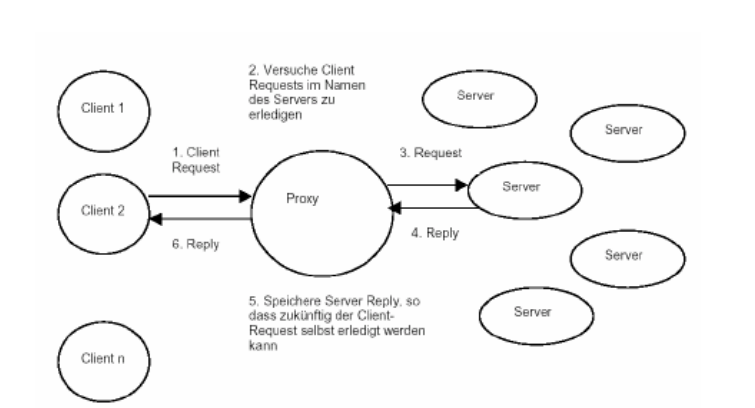 2. Versuche Client
Requests im Namen
des Servers zu
erledigen
Client 1
Server
Server
1. Client
Request
3. Request
Server
Client 2
Proxy
6. Reply
4. Reply
Server
5. Speichere Server Reply, so
dass zukünftig der Client-
Request selbst erledigt werden
kann
Server
Client n